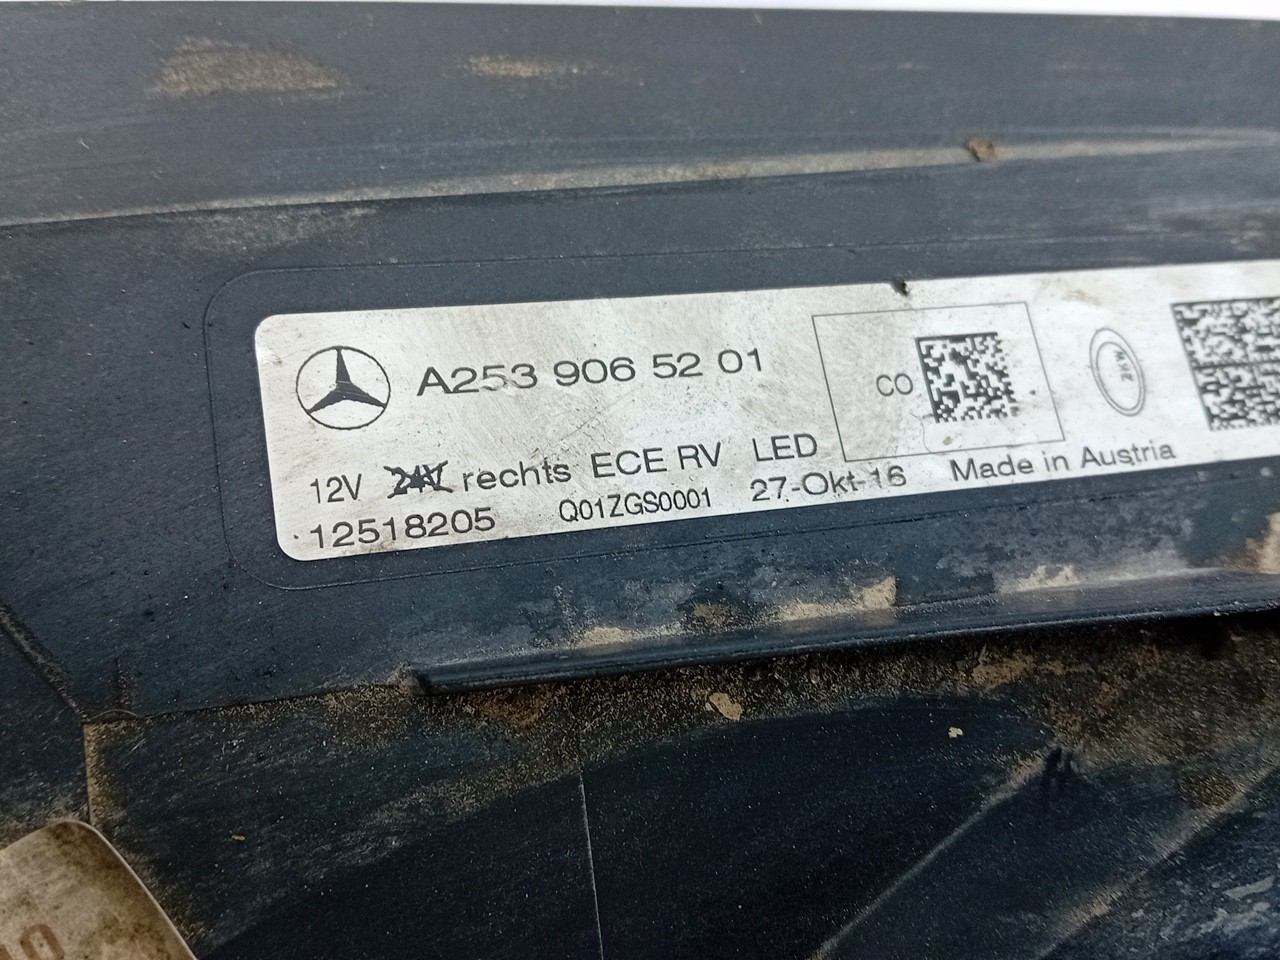 A253 906 52 01
CO
12V 24V rechts ECE RV LED
12518205 Q01ZGS0001 27-Okt-16 Made in Austria